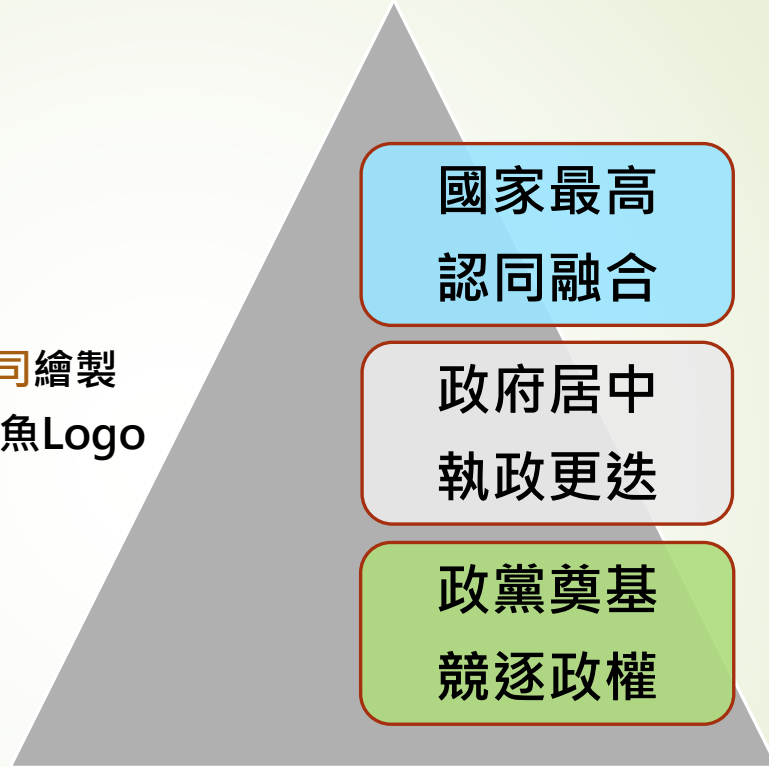 國家最高
認同融合
司繪製
魚Logo
政府居中
執政更迭
政黨奠基
競逐政權